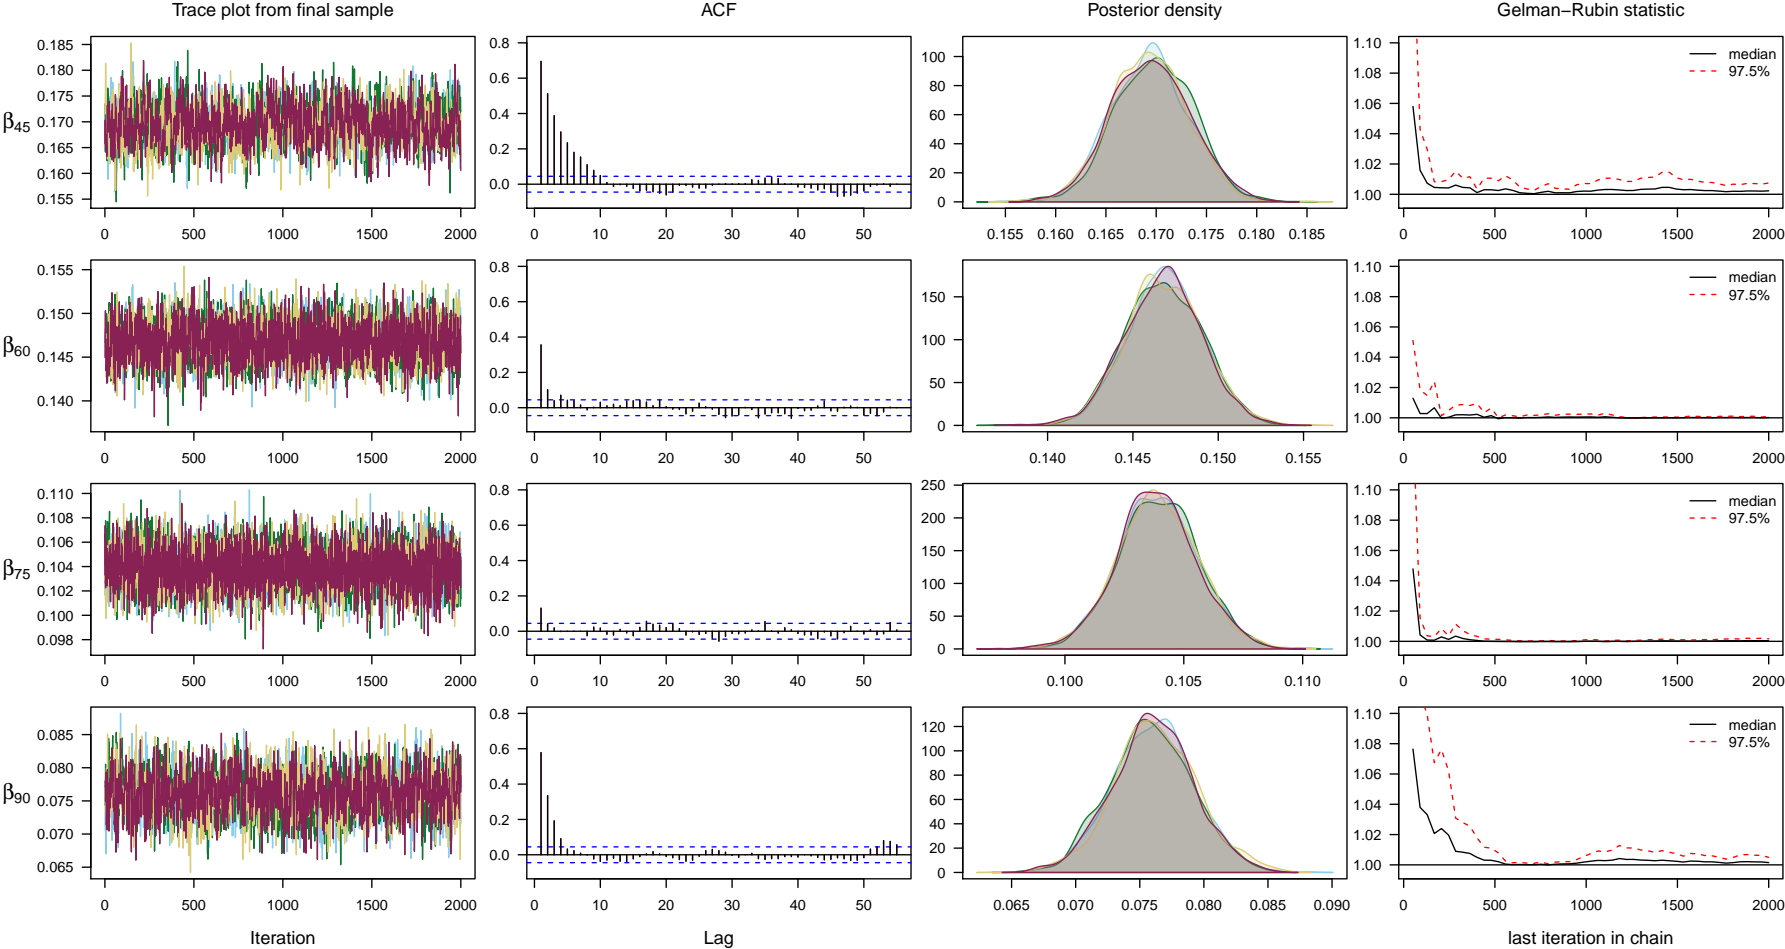 Trace plot from final sample ACF Posterior density Gelman−Rubin statistic
β45
0.185 0.180 0.175 0.170 0.165 0.160 0.155
0 500 1000 1500 2000
0.8 0.6 0.4 0.2 0.0
0 10 20 30 40 50
100 80 60 40 20 0
0.155 0.160 0.165 0.170 0.175 0.180 0.185
1.10 1.08 1.06 1.04 1.02 1.00
0 500 1000 1500 2000
median
97.5%
β60
0.155 0.150 0.145 0.140
0 500 1000 1500 2000
0.8 0.6 0.4 0.2 0.0
0 10 20 30 40 50
150 100 50 0
0.140 0.145 0.150 0.155
1.10 1.08 1.06 1.04 1.02 1.00
0 500 1000 1500 2000
median
97.5%
β75
0.110 0.108 0.106 0.104 0.102 0.100 0.098
0 500 1000 1500 2000
0.8 0.6 0.4 0.2 0.0
0 10 20 30 40 50
250 200 150 100 50 0
0.100 0.105 0.110
1.10 1.08 1.06 1.04 1.02 1.00
0 500 1000 1500 2000
median
97.5%
β90
0.085 0.080 0.075 0.070 0.065
0 500 1000 1500 2000
0.8 0.6 0.4 0.2 0.0
0 10 20 30 40 50
120 100 80 60 40 20 0
0.065 0.070 0.075 0.080 0.085 0.090
1.10 1.08 1.06 1.04 1.02 1.00
0 500 1000 1500 2000
median
97.5%
Iteration Lag last iteration in chain